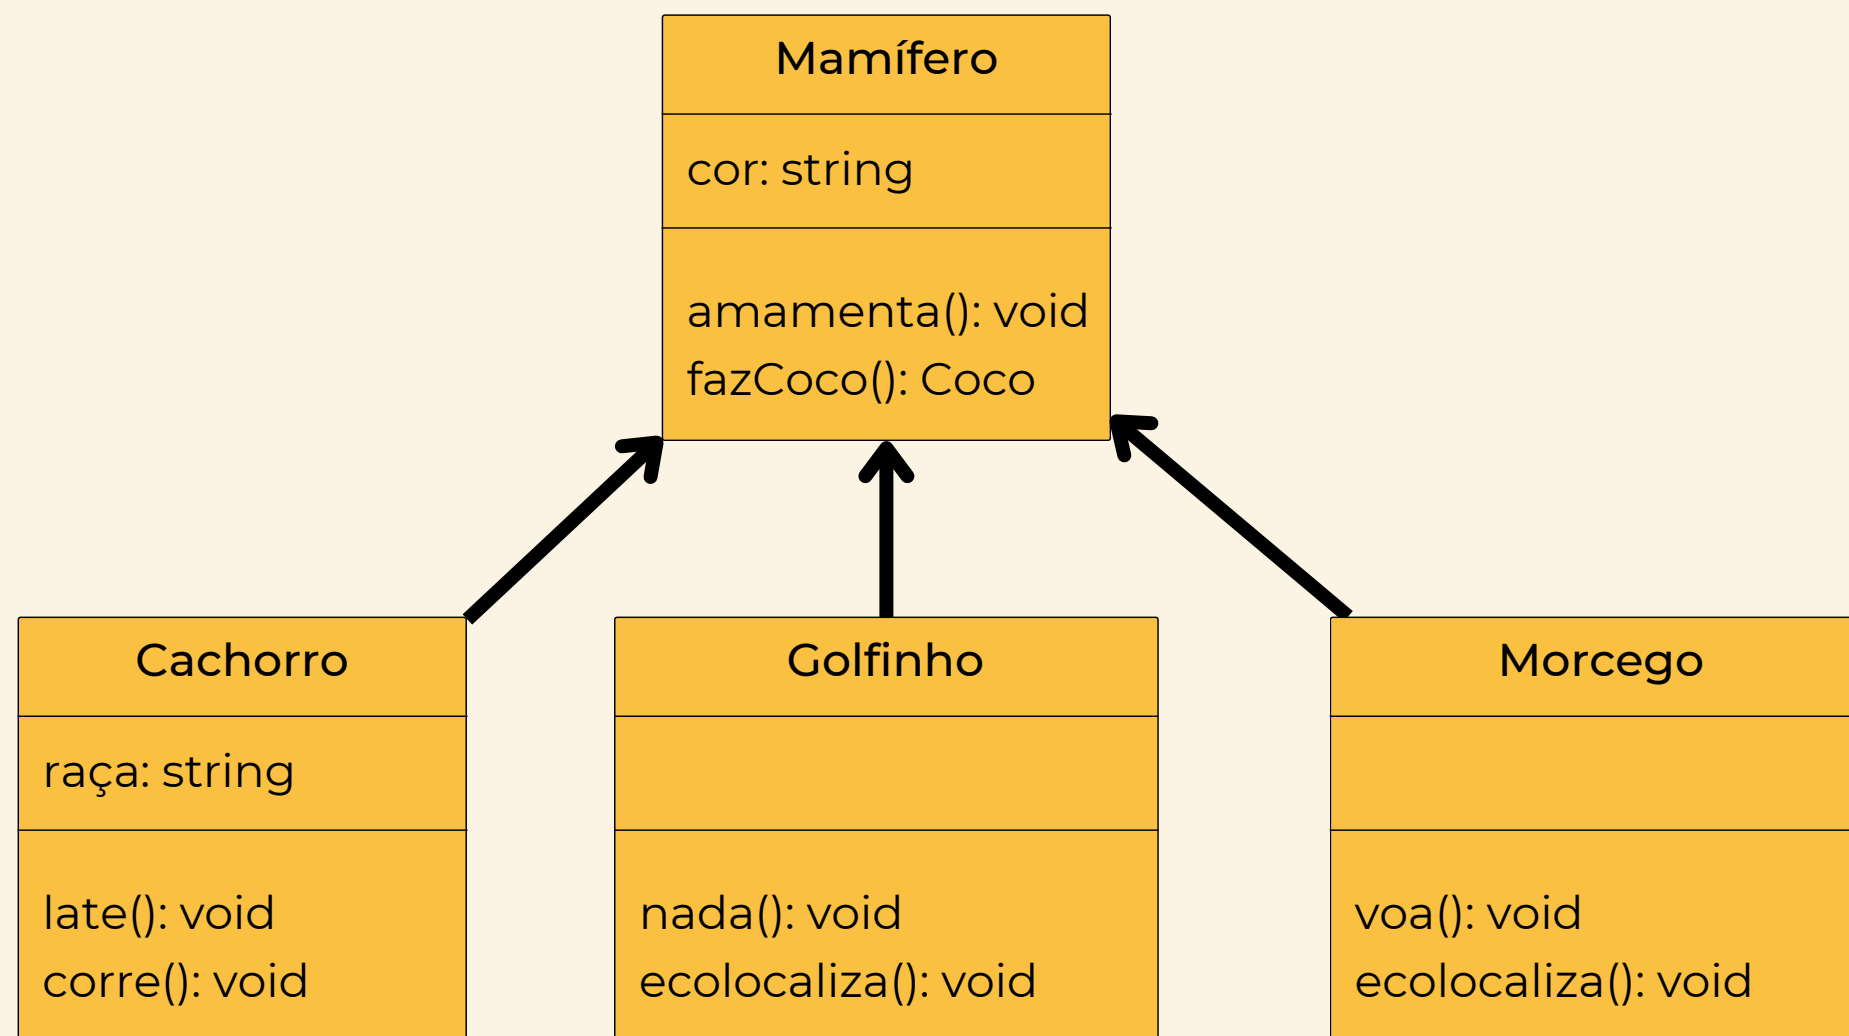 Mamífero
cor: string
amamenta(): void
fazCoco(): Coco
Cachorro
raça: string
late(): void
corre(): void
Golfinho
nada(): void
ecolocaliza(): void
Morcego
voa(): void
ecolocaliza(): void